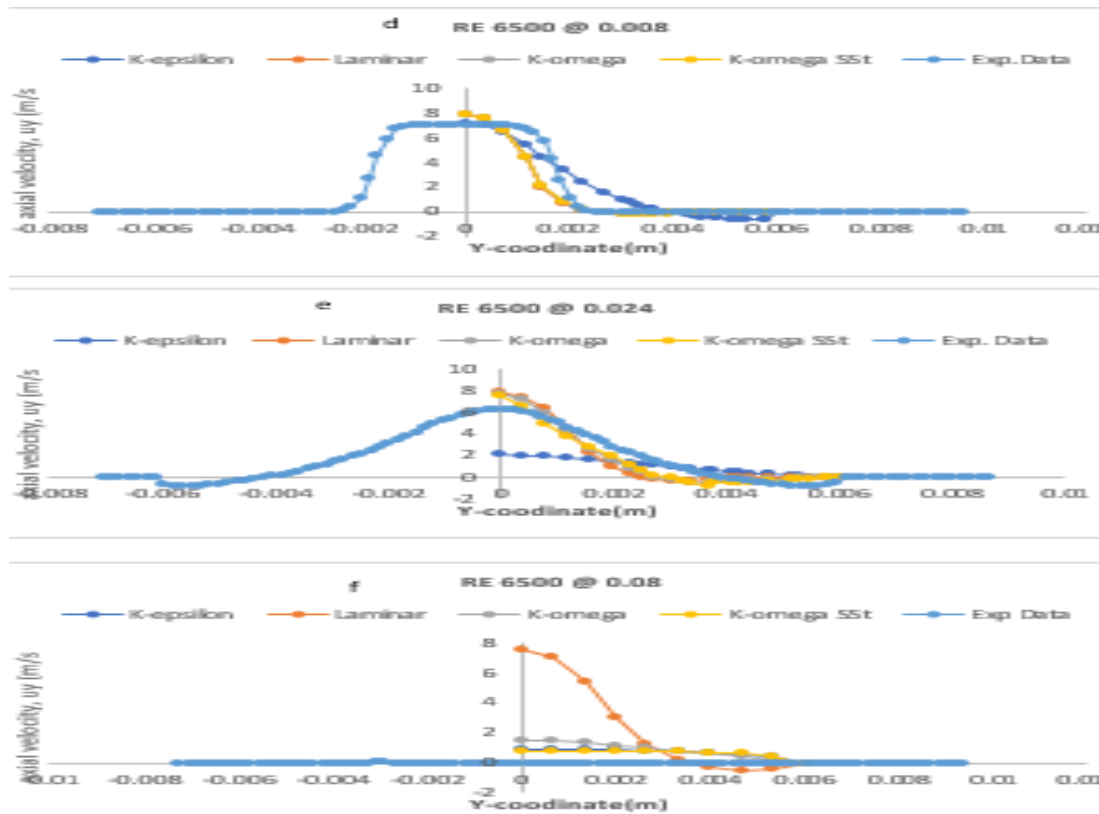 d RE 6500 @ 0.008
K-epsilon Laminar K-omega K-omega SSt Exp.Data
axial velocity, uy (m/s
10
8
6
4
2
0
-2
-0.008 -0.006 -0.004 -0.002 0 0.002 0.004 0.006 0.008 0.01
Y-coodinate(m)
e RE 6500 @ 0.024
K-epsilon Laminar K-omega K-omega SSt Exp. Data
axial velocity, uy (m/s
10
8
6
4
2
0
-2
-0.008 -0.006 -0.004 -0.002 0 0.002 0.004 0.006 0.008 0.01
Y-coodinate(m)
f RE 6500 @ 0.08
K-epsilon Laminar K-omega K-omega SSt Exp Data
axial velocity, uy (m/s
8
6
4
2
0
-2
-0.01 -0.008 -0.006 -0.004 -0.002 0 0.002 0.004 0.006 0.008 0.01
Y-coodinate(m)